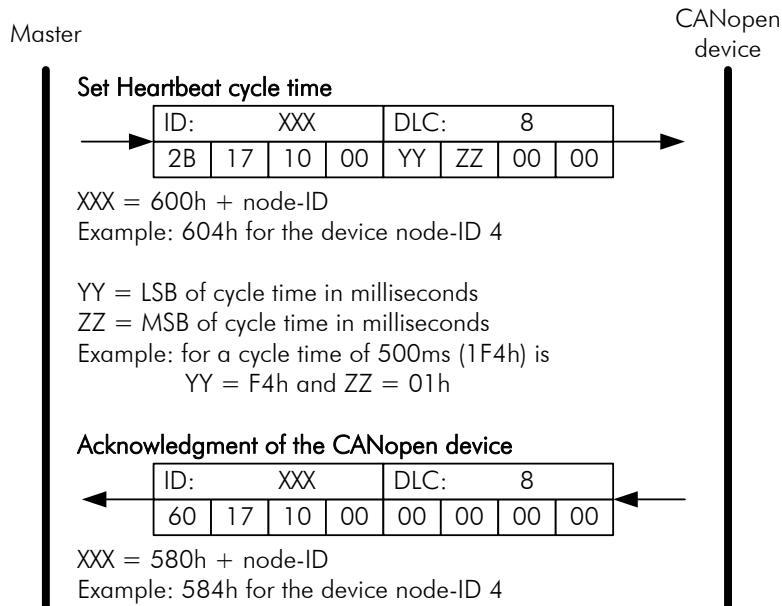 Master
CANopen
device
Set Heartbeat cycle time
ID: XXX DLC: 8
2B 17 10 00 YY ZZ 00 00
XXX = 600h + node-ID
Example: 604h for the device node-ID 4
YY = LSB of cycle time in milliseconds
ZZ = MSB of cycle time in milliseconds
Example: for a cycle time of 500ms (1F4h) is
YY = F4h and ZZ = 01h
Acknowledgment of the CANopen device
ID: XXX DLC: 8
60 17 10 00 00 00 00 00
XXX = 580h + node-ID
Example: 584h for the device node-ID 4